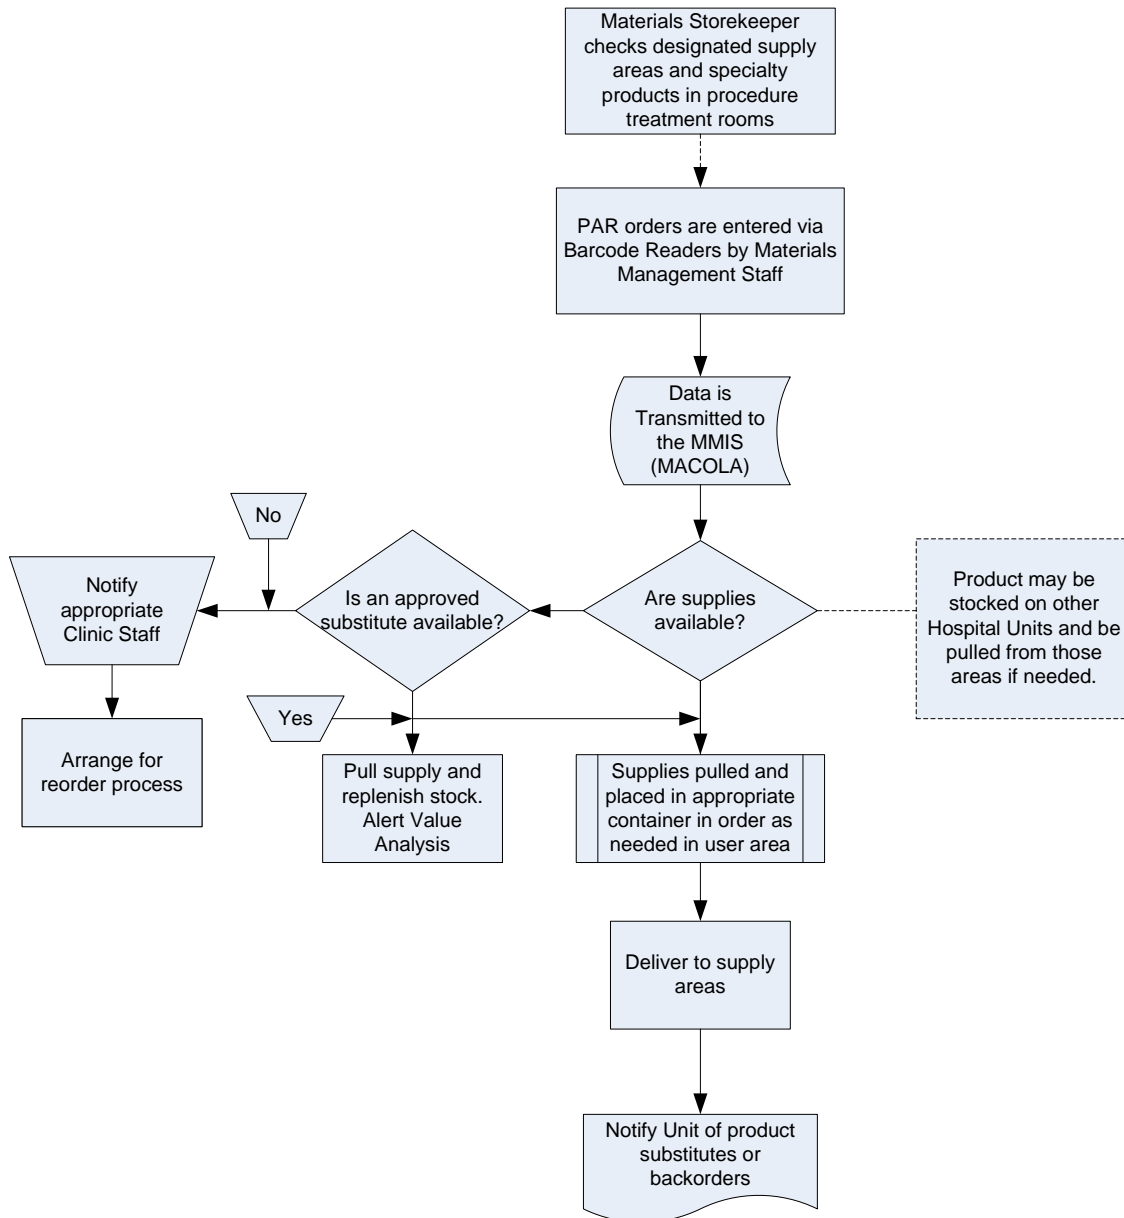 Materials Storekeeper
checks designated supply
areas and specialty
products in procedure
treatment rooms
PAR orders are entered via
Barcode Readers by Materials
Management Staff
Data is
Transmitted to
the MMIS
(MACOLA)
No
Notify
appropriate
Clinic Staff
Is an approved
substitute available?
Are supplies
available?
Product may be
stocked on other
Hospital Units and be
pulled from those
areas if needed.
Yes
Arrange for
reorder process
Pull supply and
replenish stock.
Alert Value
Analysis
Supplies pulled and
placed in appropriate
container in order as
needed in user area
Deliver to supply
areas
Notify Unit of product
substitutes or
backorders